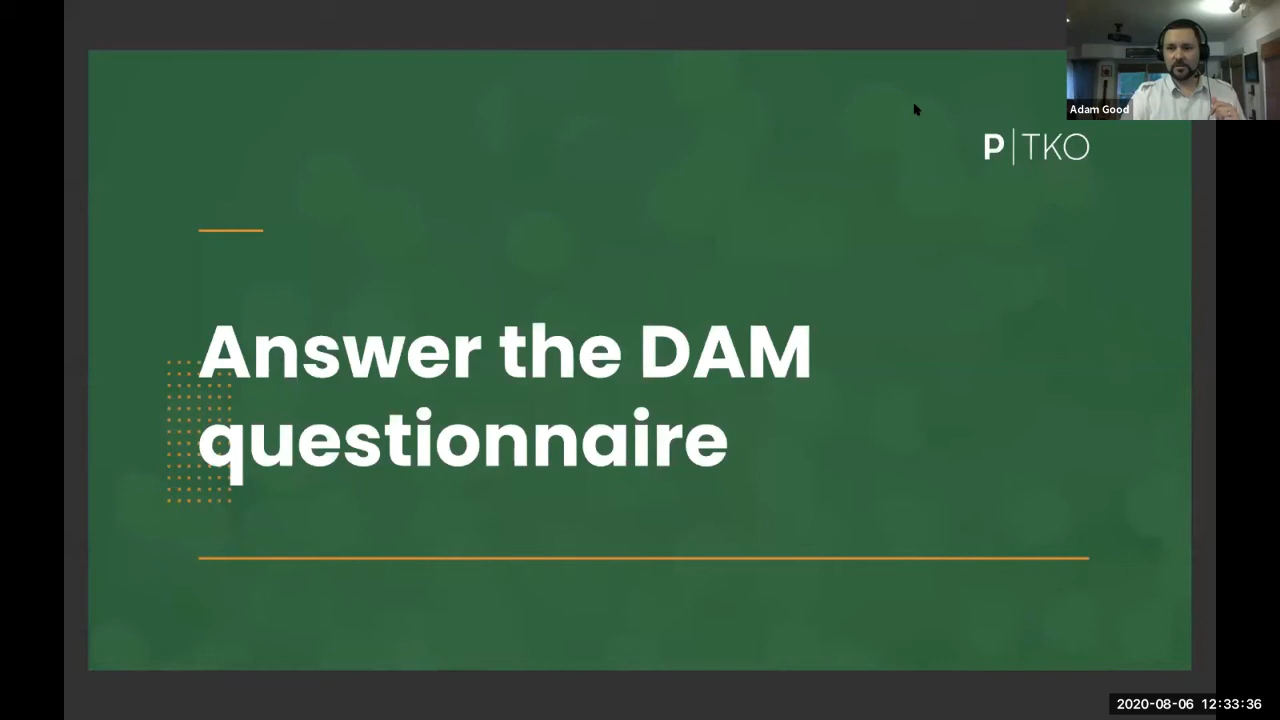 Adam Good
P|TKO
Answer the DAM
questionnaire
2020-08-06 12:33:36